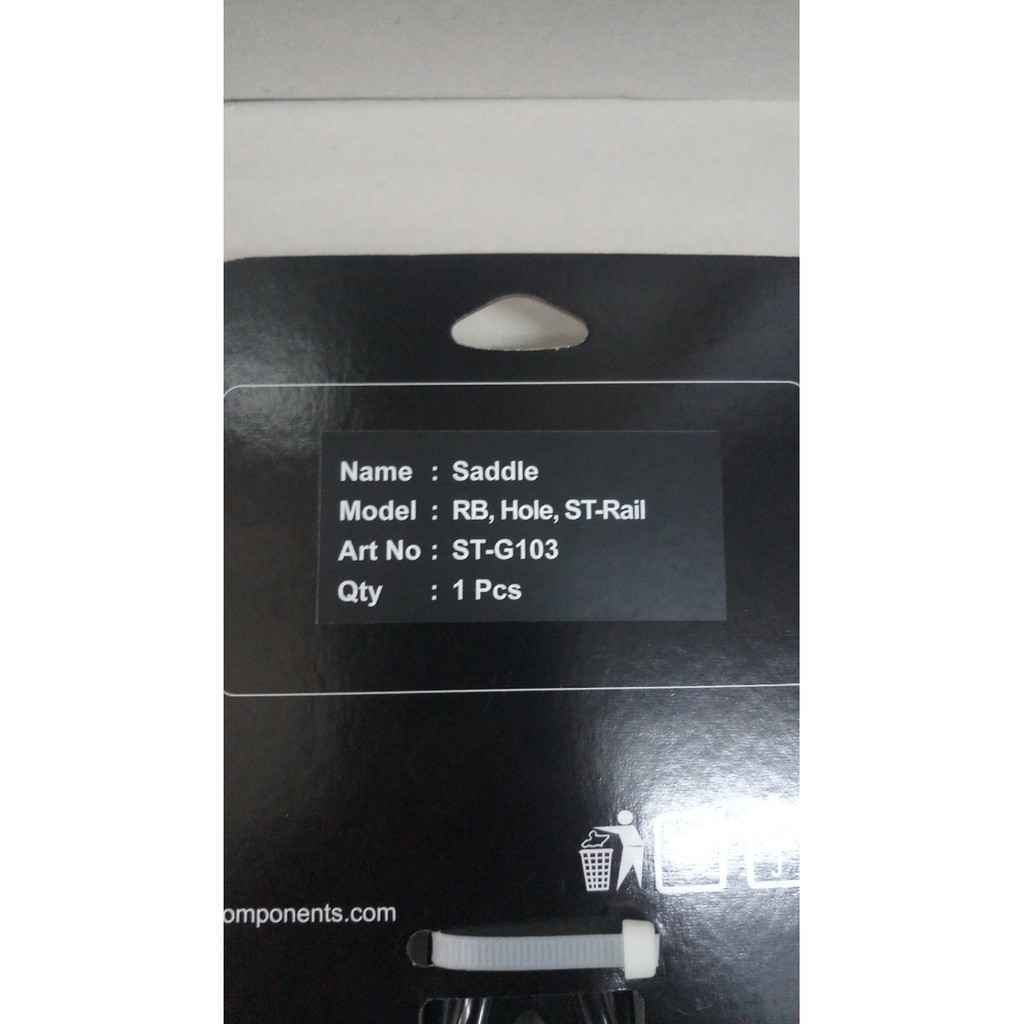 Name : Saddle
Model : RB, Hole, ST-Rail
Art No : ST-G103
Qty : 1 Pcs
omponents.com